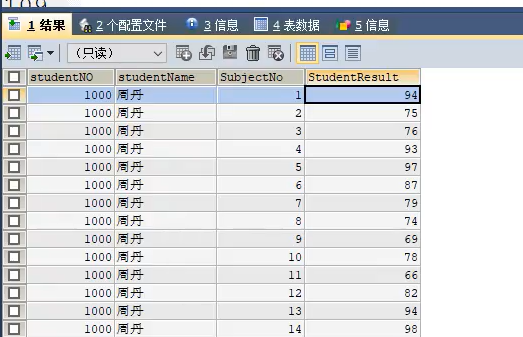 1 结果 2 个配置文件 3 信息 4 表数据 5 信息
(只读)
studentNO studentName SubjectNo StudentResult
1000 周丹 1 94
1000 周丹 2 75
1000 周丹 3 76
1000 周丹 4 93
1000 周丹 5 97
1000 周丹 6 87
1000 周丹 7 79
1000 周丹 8 74
1000 周丹 9 69
1000 周丹 10 78
1000 周丹 11 66
1000 周丹 12 82
1000 周丹 13 94
1000 周丹 14 98